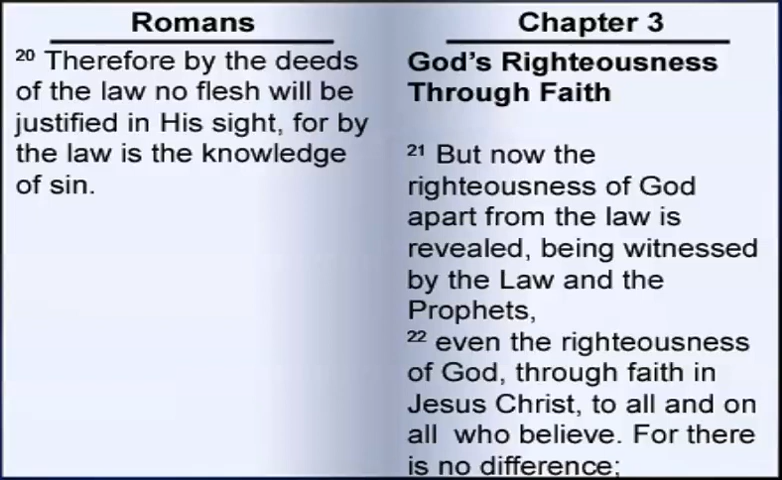 Romans
20 Therefore by the deeds
of the law no flesh will be
justified in His sight, for by
the law is the knowledge
of sin.
Chapter 3
God's Righteousness
Through Faith
21 But now the
righteousness of God
apart from the law is
revealed, being witnessed
by the Law and the
Prophets,
22 even the righteousness
of God, through faith in
Jesus Christ, to all and on
all  who believe. For there
is no difference;